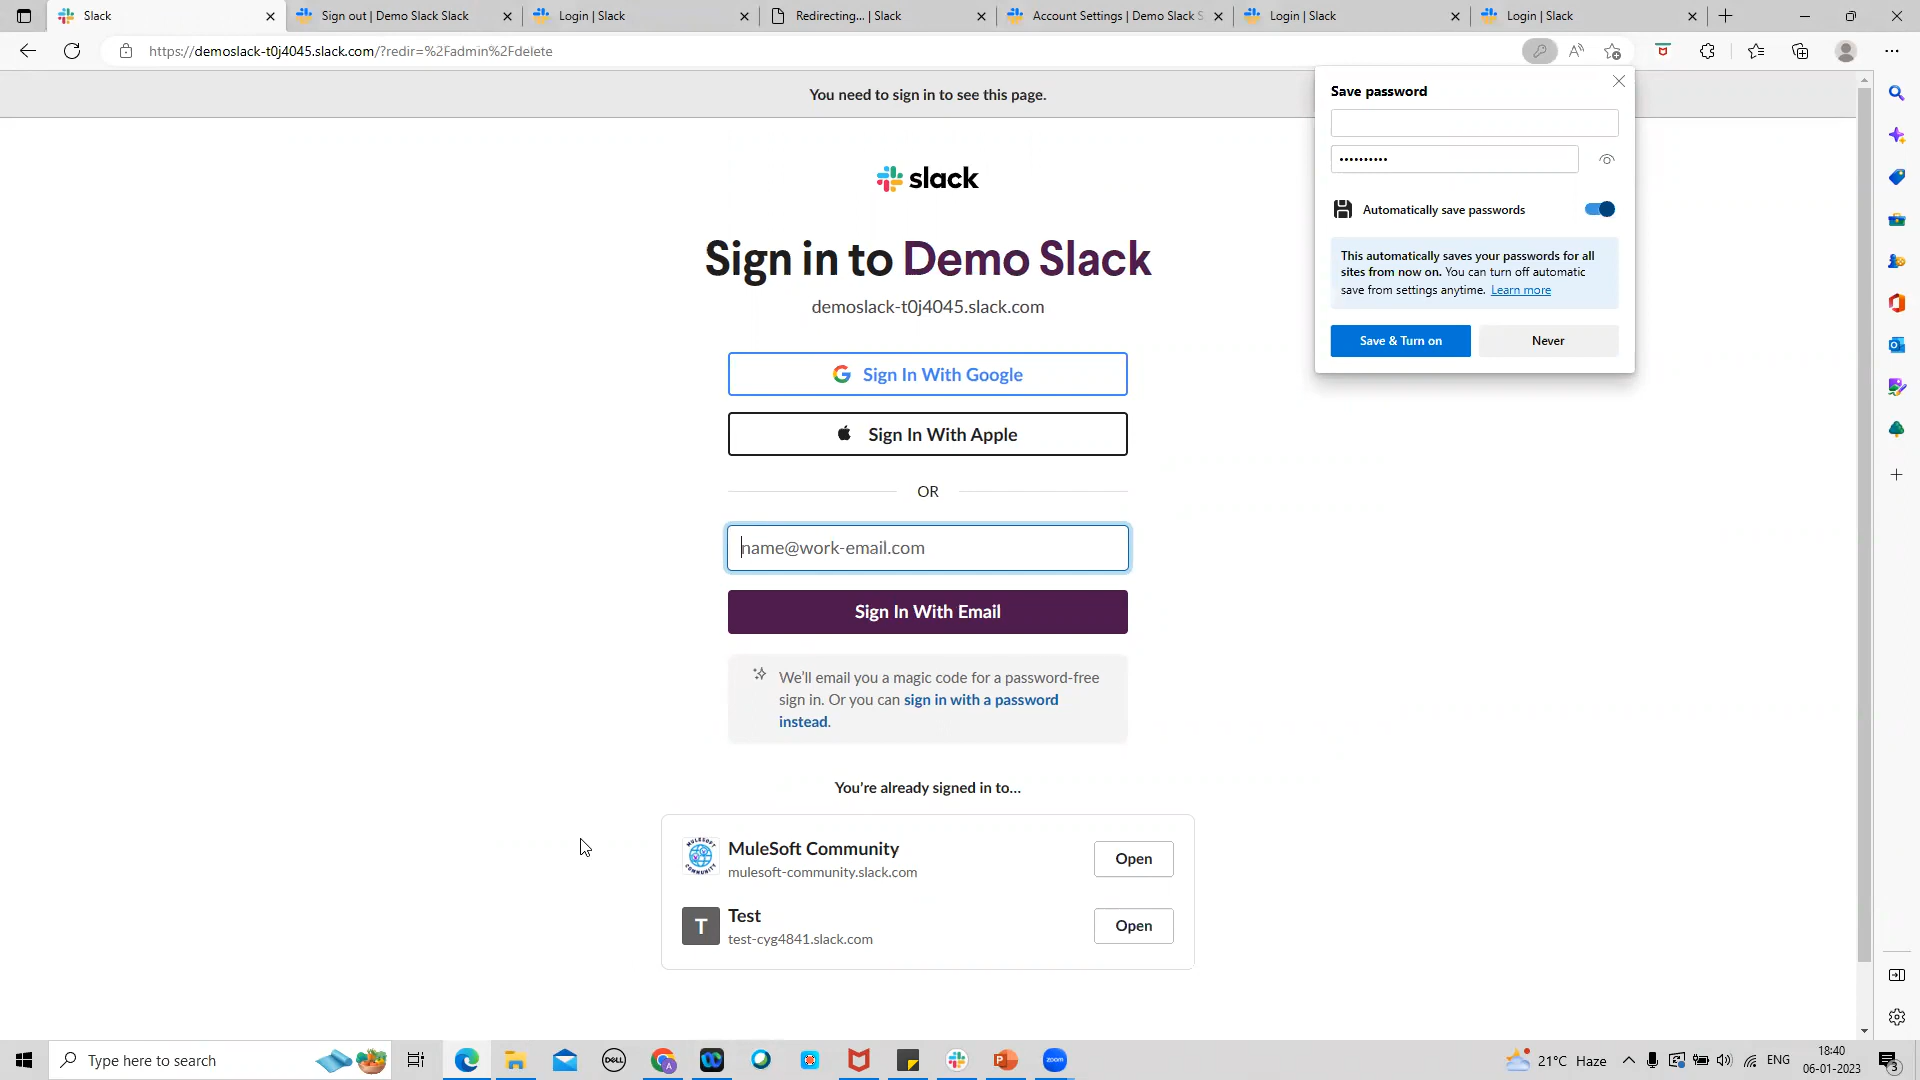 Slack
Sign out | Demo Slack Slack
Login | Slack
Redirecting... | Slack
Account Settings | Demo Slack S
Login | Slack
Login | Slack
https://demoslack-t0j4045.slack.com/?redir=%2Fadmin%2Fdelete
You need to sign in to see this page.
Save password
••••••••••
Automatically save passwords
This automatically saves your passwords for all
sites from now on. You can turn off automatic
save from settings anytime. Learn more
Save & Turn on
Never
slack
Sign in to Demo Slack
demoslack-t0j4045.slack.com
Sign In With Google
Sign In With Apple
OR
name@work-email.com
Sign In With Email
We'll email you a magic code for a password-free
sign in. Or you can sign in with a password
instead.
You're already signed in to...
MuleSoft Community
mulesoft-community.slack.com
Open
T
Test
test-cyg4841.slack.com
Open
Type here to search
DELL
A
P
zoom
21°C Haze
ENG
18:40
06-01-2023
3